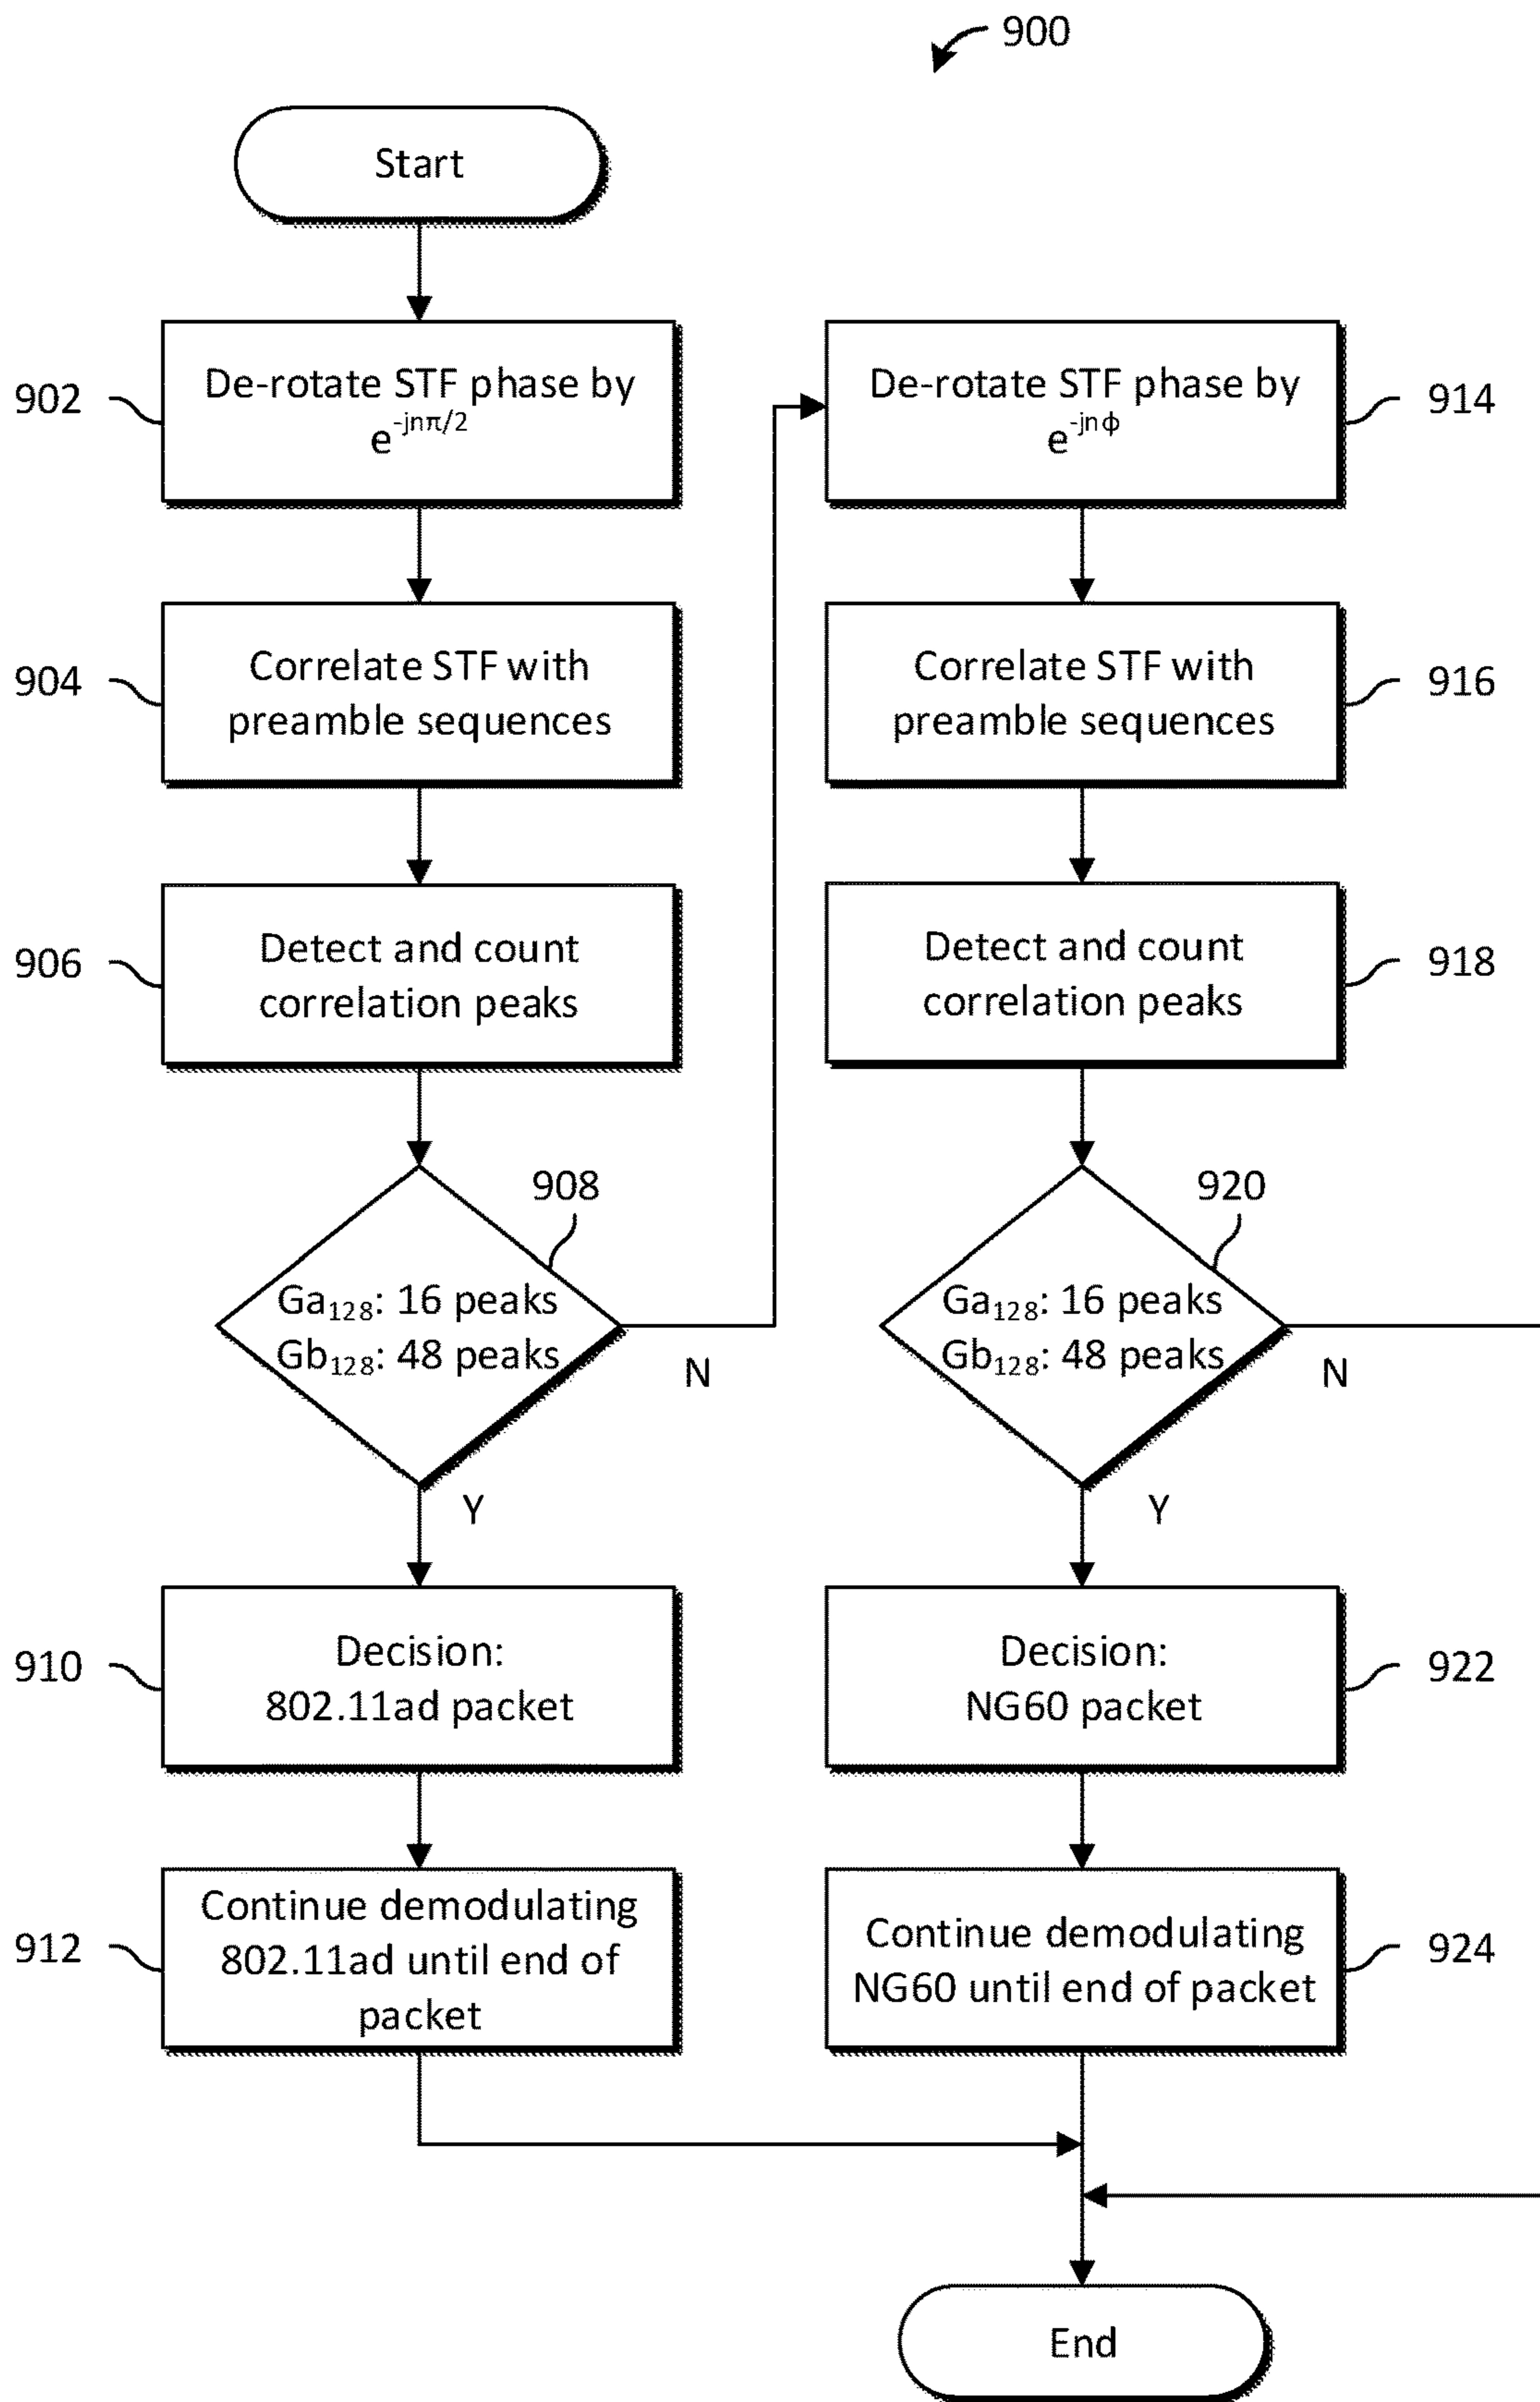 900
Start
902
De-rotate STF phase by
e^-jnπ/2
904
Correlate STF with
preamble sequences
906
Detect and count
correlation peaks
908
Ga₁₂₈: 16 peaks
Gb₁₂₈: 48 peaks
N
Y
910
Decision:
802.11ad packet
912
Continue demodulating
802.11ad until end of
packet
De-rotate STF phase by
e^-jnϕ
914
Correlate STF with
preamble sequences
916
Detect and count
correlation peaks
918
920
Ga₁₂₈: 16 peaks
Gb₁₂₈: 48 peaks
N
Y
Decision:
NG60 packet
922
Continue demodulating
NG60 until end of packet
924
End